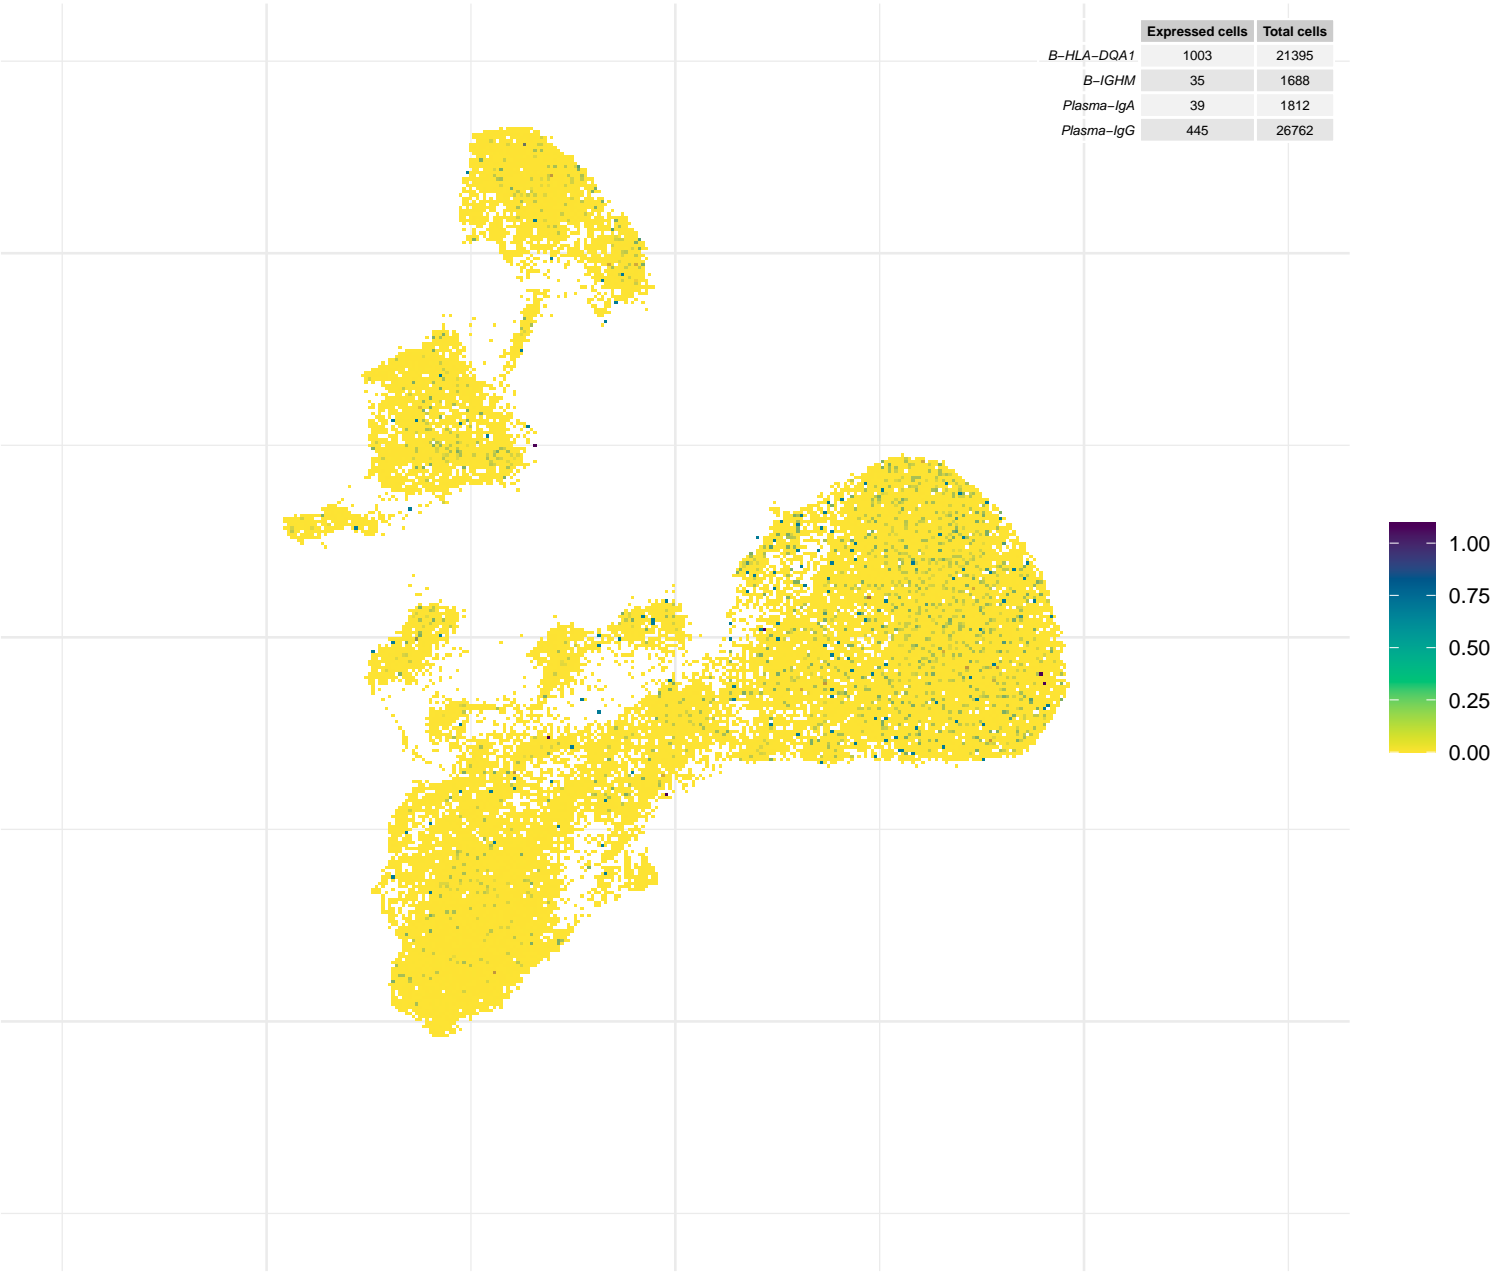 Expressed cells Total cells
B−HLA−DQA1 1003 21395
B−IGHM 35 1688
Plasma−IgA 39 1812
Plasma−IgG 445 26762
1.00
0.75
0.50
0.25
0.00